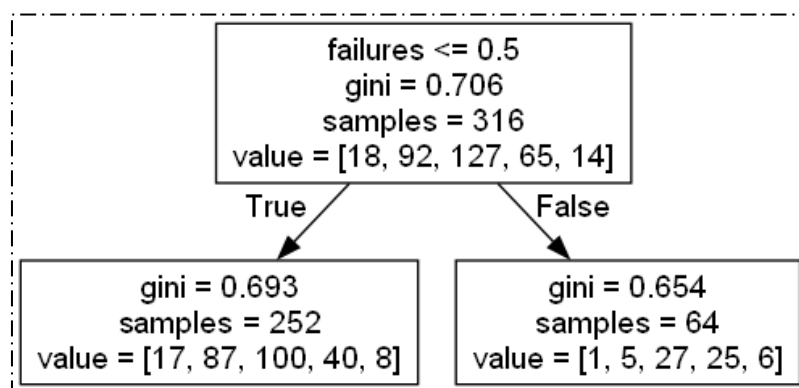 failures <= 0.5
gini = 0.706
samples = 316
value = [18, 92, 127, 65, 14]
True
False
gini = 0.693
samples = 252
value = [17, 87, 100, 40, 8]
gini = 0.654
samples = 64
value = [1, 5, 27, 25, 6]